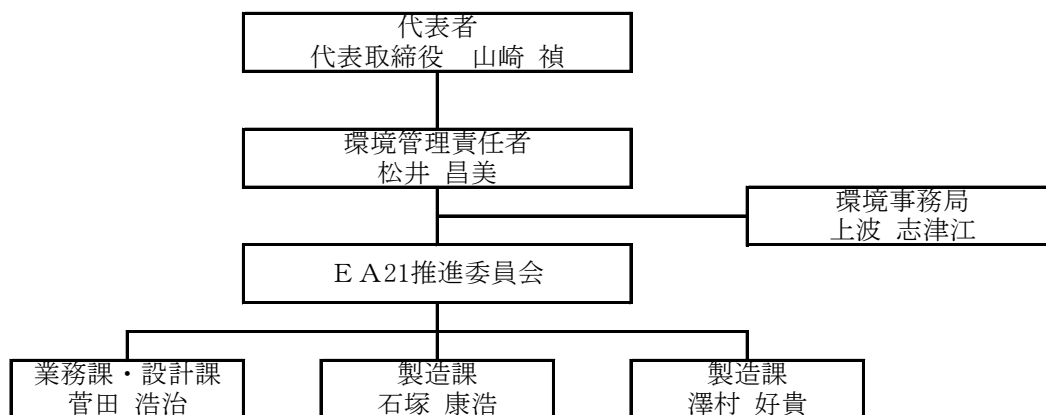 代表者
代表取締役　山崎 禎
環境管理責任者
松井 昌美
環境事務局
上波 志津江
ＥＡ21推進委員会
業務課・設計課
菅田 浩治
製造課
石塚 康浩
製造課
澤村 好貴